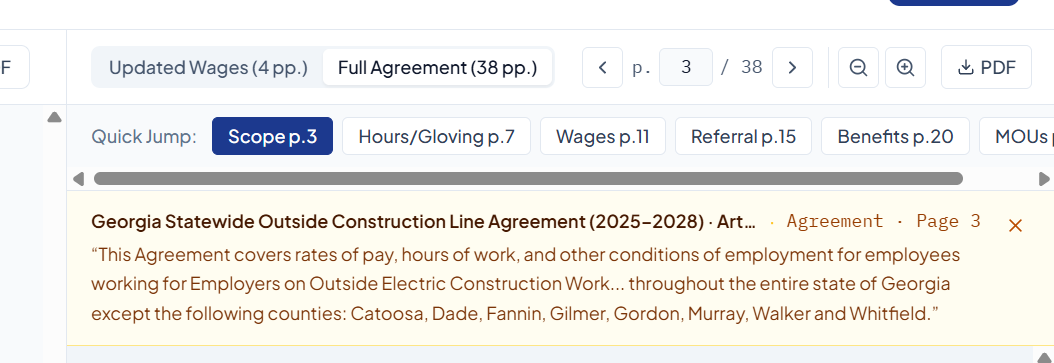 F
Updated Wages (4 pp.) Full Agreement (38 pp.) p. 3 / 38 PDF
Quick Jump: Scope p.3 Hours/Gloving p.7 Wages p.11 Referral p.15 Benefits p.20 MOUs
Georgia Statewide Outside Construction Line Agreement (2025–2028) · Art… · Agreement · Page 3
“This Agreement covers rates of pay, hours of work, and other conditions of employment for employees
working for Employers on Outside Electric Construction Work... throughout the entire state of Georgia
except the following counties: Catoosa, Dade, Fannin, Gilmer, Gordon, Murray, Walker and Whitfield.”